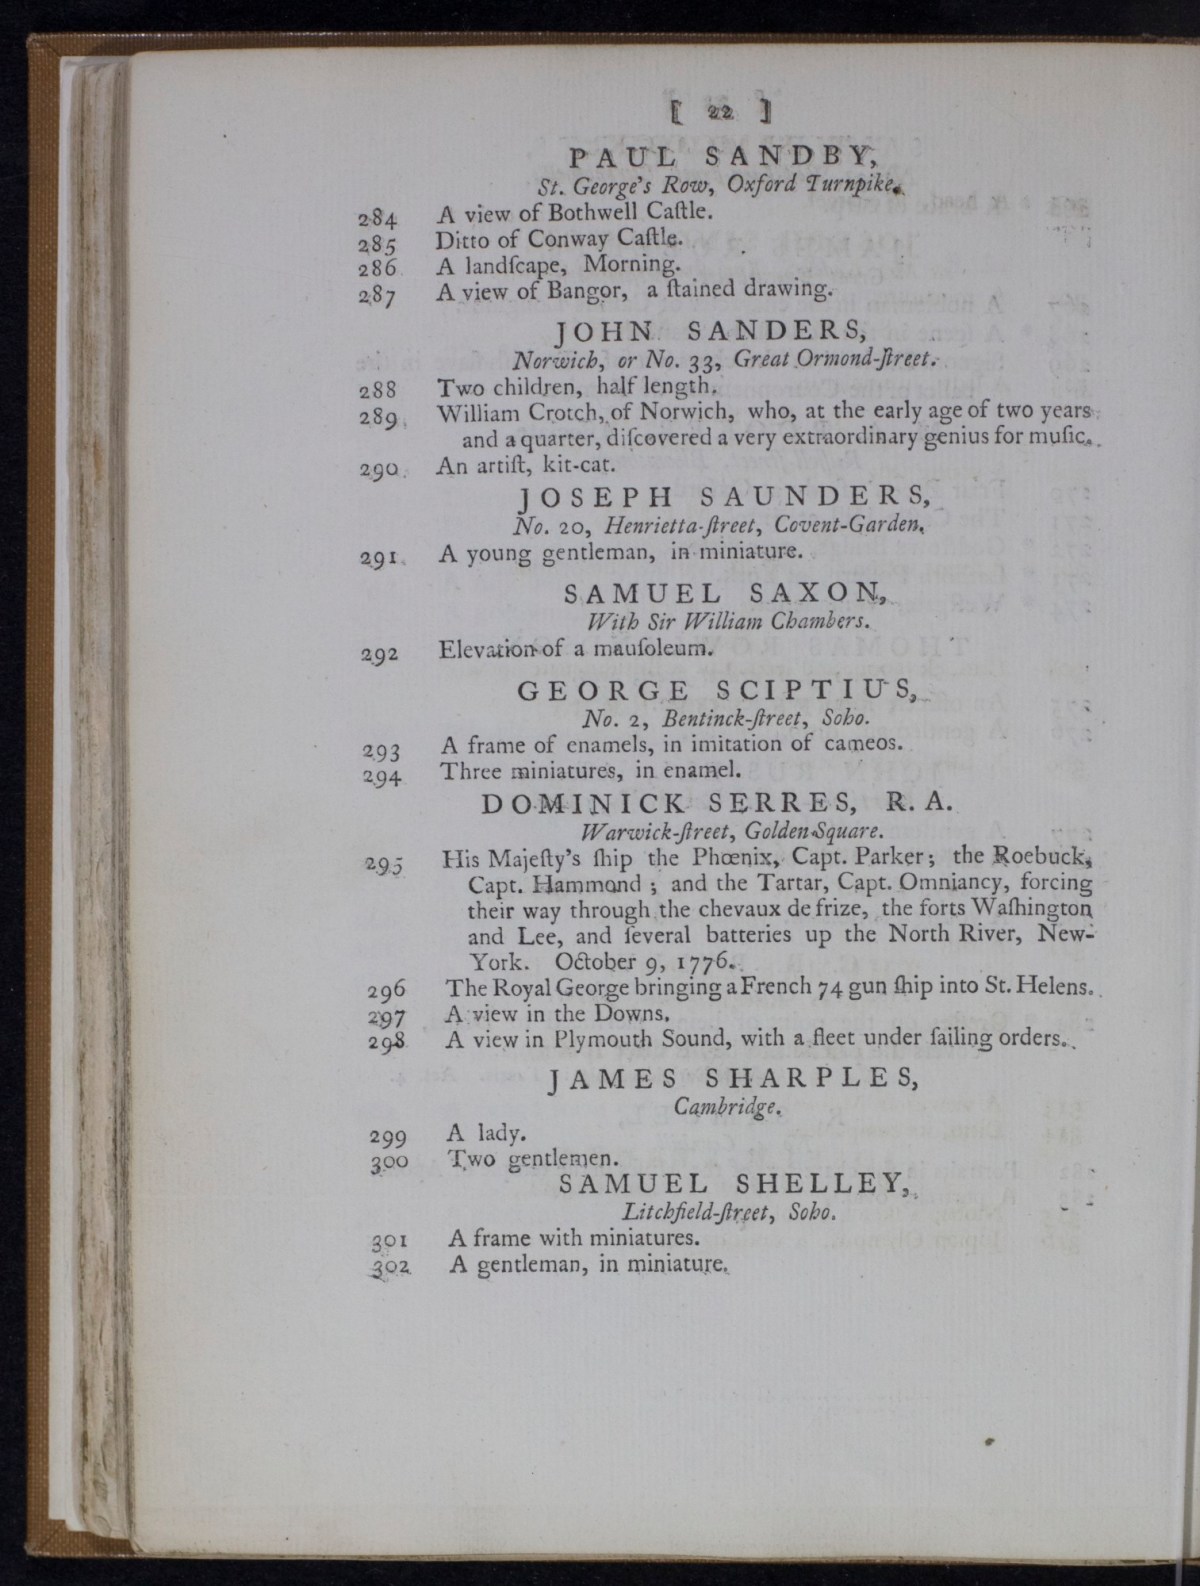 [ 22 ]
PAUL SANDBY,
St. George's Row, Oxford Turnpike.
284 A view of Bothwell Caſtle.
285 Ditto of Conway Caſtle.
286 A landſcape, Morning.
287 A view of Bangor, a ſtained drawing.
JOHN SANDERS,
Norwich, or No. 33, Great Ormond-ſtreet.
288 Two children, half length.
289 William Crotch, of Norwich, who, at the early age of two years
and a quarter, diſcovered a very extraordinary genius for muſic.
290 An artiſt, kit-cat.
JOSEPH SAUNDERS,
No. 20, Henrietta-ſtreet, Covent-Garden.
291 A young gentleman, in miniature.
SAMUEL SAXON,
With Sir William Chambers.
292 Elevation of a mauſoleum.
GEORGE SCIPTIUS,
No. 2, Bentinck-ſtreet, Soho.
293 A frame of enamels, in imitation of cameos.
294 Three miniatures, in enamel.
DOMINICK SERRES, R. A.
Warwick-ſtreet, Golden-Square.
295 His Majeſty's ſhip the Phœnix, Capt. Parker; the Roebuck,
Capt. Hammond ; and the Tartar, Capt. Omniancy, forcing
their way through the chevaux de frize, the forts Waſhington
and Lee, and ſeveral batteries up the North River, New-
York. October 9, 1776.
296 The Royal George bringing a French 74 gun ſhip into St. Helens.
297 A view in the Downs.
298 A view in Plymouth Sound, with a fleet under ſailing orders.
JAMES SHARPLES,
Cambridge.
299 A lady.
300 Two gentlemen.
SAMUEL SHELLEY,
Litchfield-ſtreet, Soho.
301 A frame with miniatures.
302 A gentleman, in miniature.